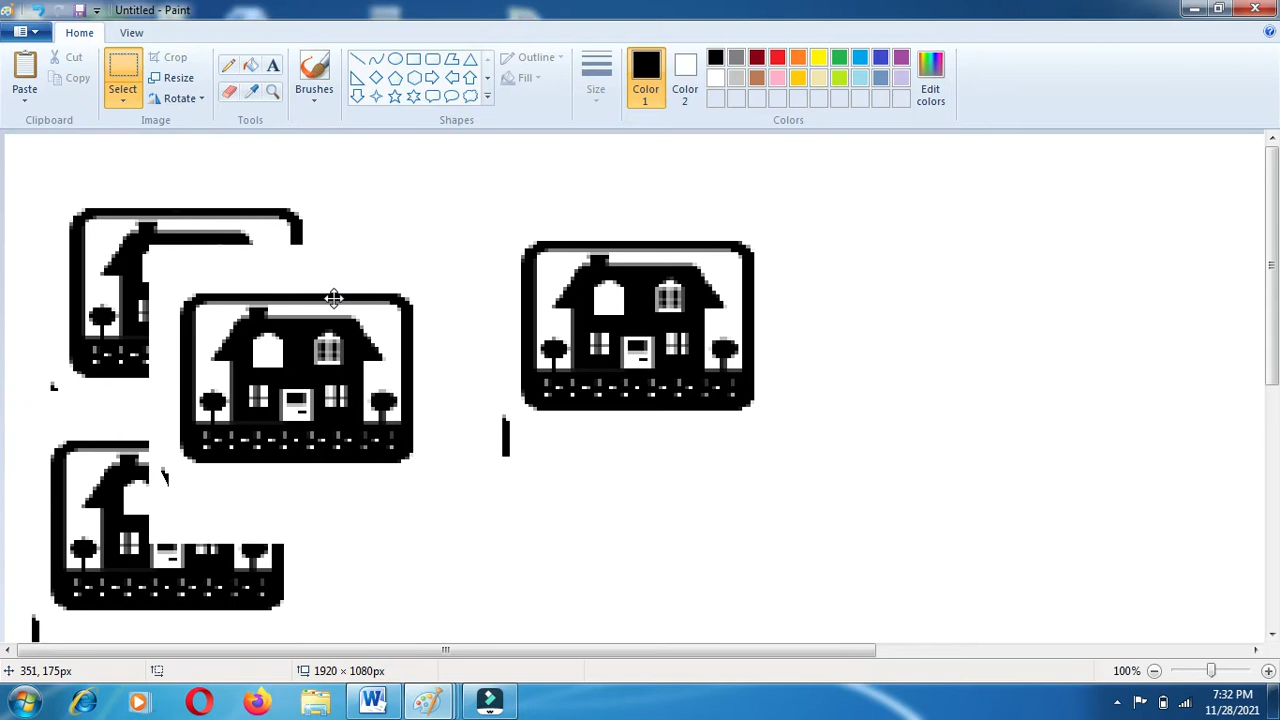 Untitled - Paint
Home
View
Paste
Cut
Copy
Clipboard
Select
Crop
Resize
Rotate
Image
A
Tools
Brushes
Outline
Fill
Shapes
Size
Color 1
Color 2
Edit colors
Colors
351, 175px
1920 × 1080px
100%
7:32 PM
11/28/2021